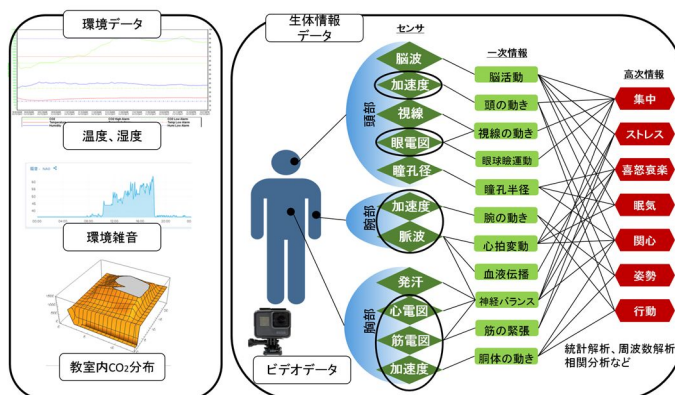 環境データ
温度、湿度
環境雑音
教室内CO₂分布
生体情報
データ
センサ
一次情報
高次情報
頭部
脳波
加速度
視線
眼電図
瞳孔径
腕部
加速度
脈波
胸部
発汗
心電図
筋電図
加速度
ビデオデータ
脳活動
頭の動き
視線の動き
眼球瞼運動
瞳孔半径
腕の動き
心拍変動
血液伝播
神経バランス
筋の緊張
胴体の動き
集中
ストレス
喜怒哀楽
眠気
関心
姿勢
行動
統計解析、周波数解析
相関分析など